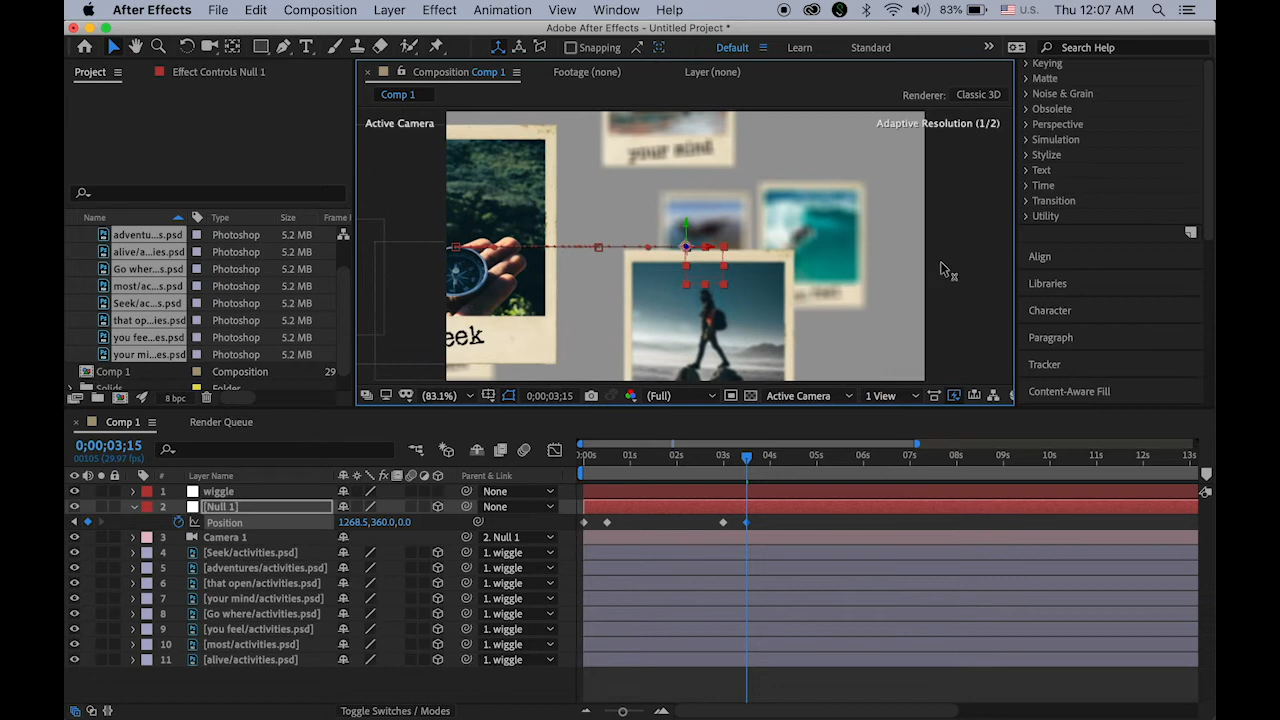 After Effects File Edit Composition Layer Effect Animation View Window Help 83% U.S. Thu 12:07 AM
Adobe After Effects - Untitled Project *
Snapping Default Learn Standard Search Help
Project Effect Controls Null 1 Composition Comp 1 Footage (none) Layer (none)
Comp 1 Renderer: Classic 3D
Active Camera Adaptive Resolution (1/2)
your mind
eek
Name Type Size Frame
adventu...s.psd Photoshop 5.2 MB
alive/a...ies.psd Photoshop 5.2 MB
Go wher...s.psd Photoshop 5.2 MB
most/ac...s.psd Photoshop 5.2 MB
Seek/ac...s.psd Photoshop 5.2 MB
that op...ies.psd Photoshop 5.2 MB
you fee...es.psd Photoshop 5.2 MB
your mi...es.psd Photoshop 5.2 MB
Comp 1 Composition 29
Solids Folder
8 bpc
(83.1%) 0;00;03;15 (Full) Active Camera 1 View
Keying
Matte
Noise & Grain
Obsolete
Perspective
Simulation
Stylize
Text
Time
Transition
Utility
Align
Libraries
Character
Paragraph
Tracker
Content-Aware Fill
Comp 1 Render Queue
0;00;03;15
00105 (29.97 fps)
:00s 01s 02s 03s 04s 05s 06s 07s 08s 09s 10s 11s 12s 13s
# Layer Name Parent & Link
1 wiggle None
2 [Null 1] None
Position 1268.5,360.0,0.0
3 Camera 1 2. Null 1
4 [Seek/activities.psd] 1. wiggle
5 [adventures/activities.psd] 1. wiggle
6 [that open/activities.psd] 1. wiggle
7 [your mind/activities.psd] 1. wiggle
8 [Go where/activities.psd] 1. wiggle
9 [you feel/activities.psd] 1. wiggle
10 [most/activities.psd] 1. wiggle
11 [alive/activities.psd] 1. wiggle
Toggle Switches / Modes